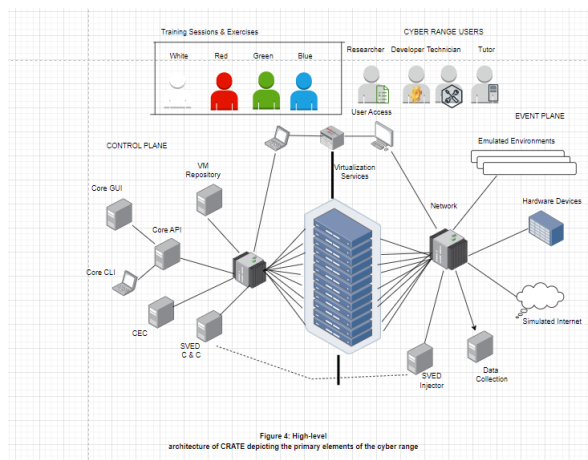 Training Sessions & Exercises
CYBER RANGE USERS
White
Red
Green
Blue
Researcher
Developer
Technician
Tutor
User Access
EVENT PLANE
CONTROL PLANE
VM
Repository
Virtualization
Services
Emulated Environments
Core GUI
Network
Hardware Devices
Core API
Core CLI
CEC
SVED
C & C
Simulated Internet
SVED
Injector
Data
Collection
Figure 4: High-level
architecture of CRATE depicting the primary elements of the cyber range